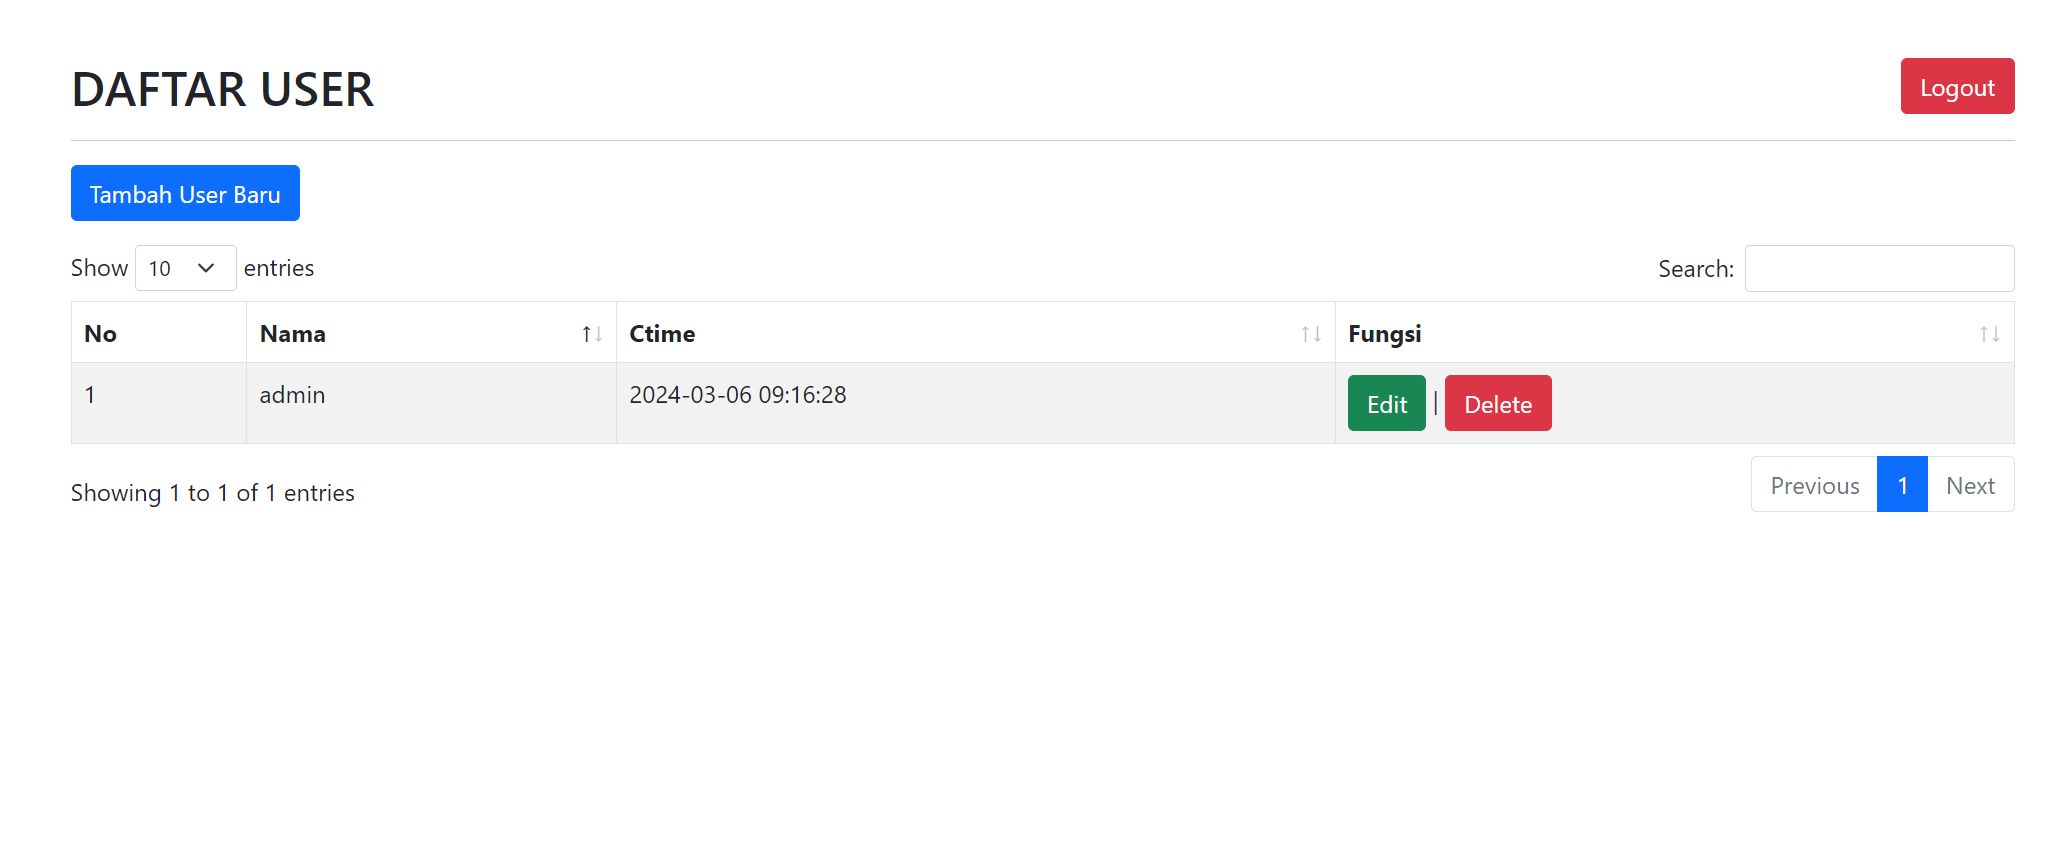 DAFTAR USER
Logout
Tambah User Baru
Show 10 entries
Search:
No Nama Ctime Fungsi
1 admin 2024-03-06 09:16:28 Edit | Delete
Showing 1 to 1 of 1 entries
Previous 1 Next